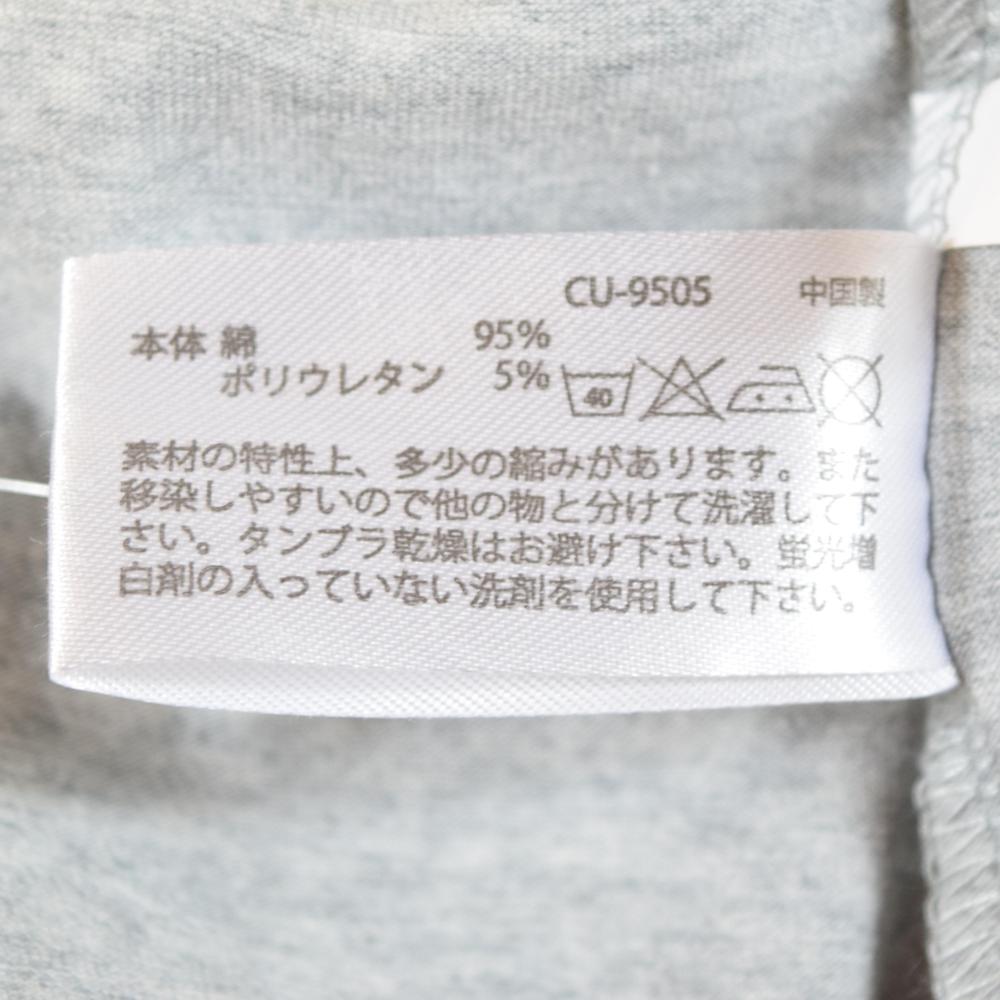 CU-9505 中国製
本体 綿 95%
ポリウレタン 5%
40
素材の特性上、多少の縮みがあります。また
移染しやすいので他の物と分けて洗濯して下
さい。タンブラ乾燥はお避け下さい。蛍光増
白剤の入っていない洗剤を使用して下さい。